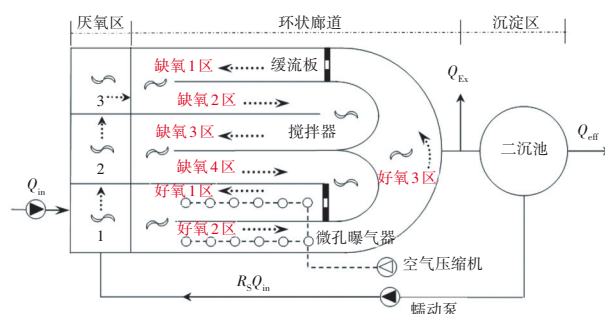 厌氧区
环状廊道
沉淀区
缺氧1区
缓流板
缺氧2区
3
缺氧3区
搅拌器
2
缺氧4区
好氧1区
好氧3区
1
好氧2区
微孔曝气器
Q_in
Q_Ex
二沉池
Q_eff
空气压缩机
R_S Q_in
蠕动泵